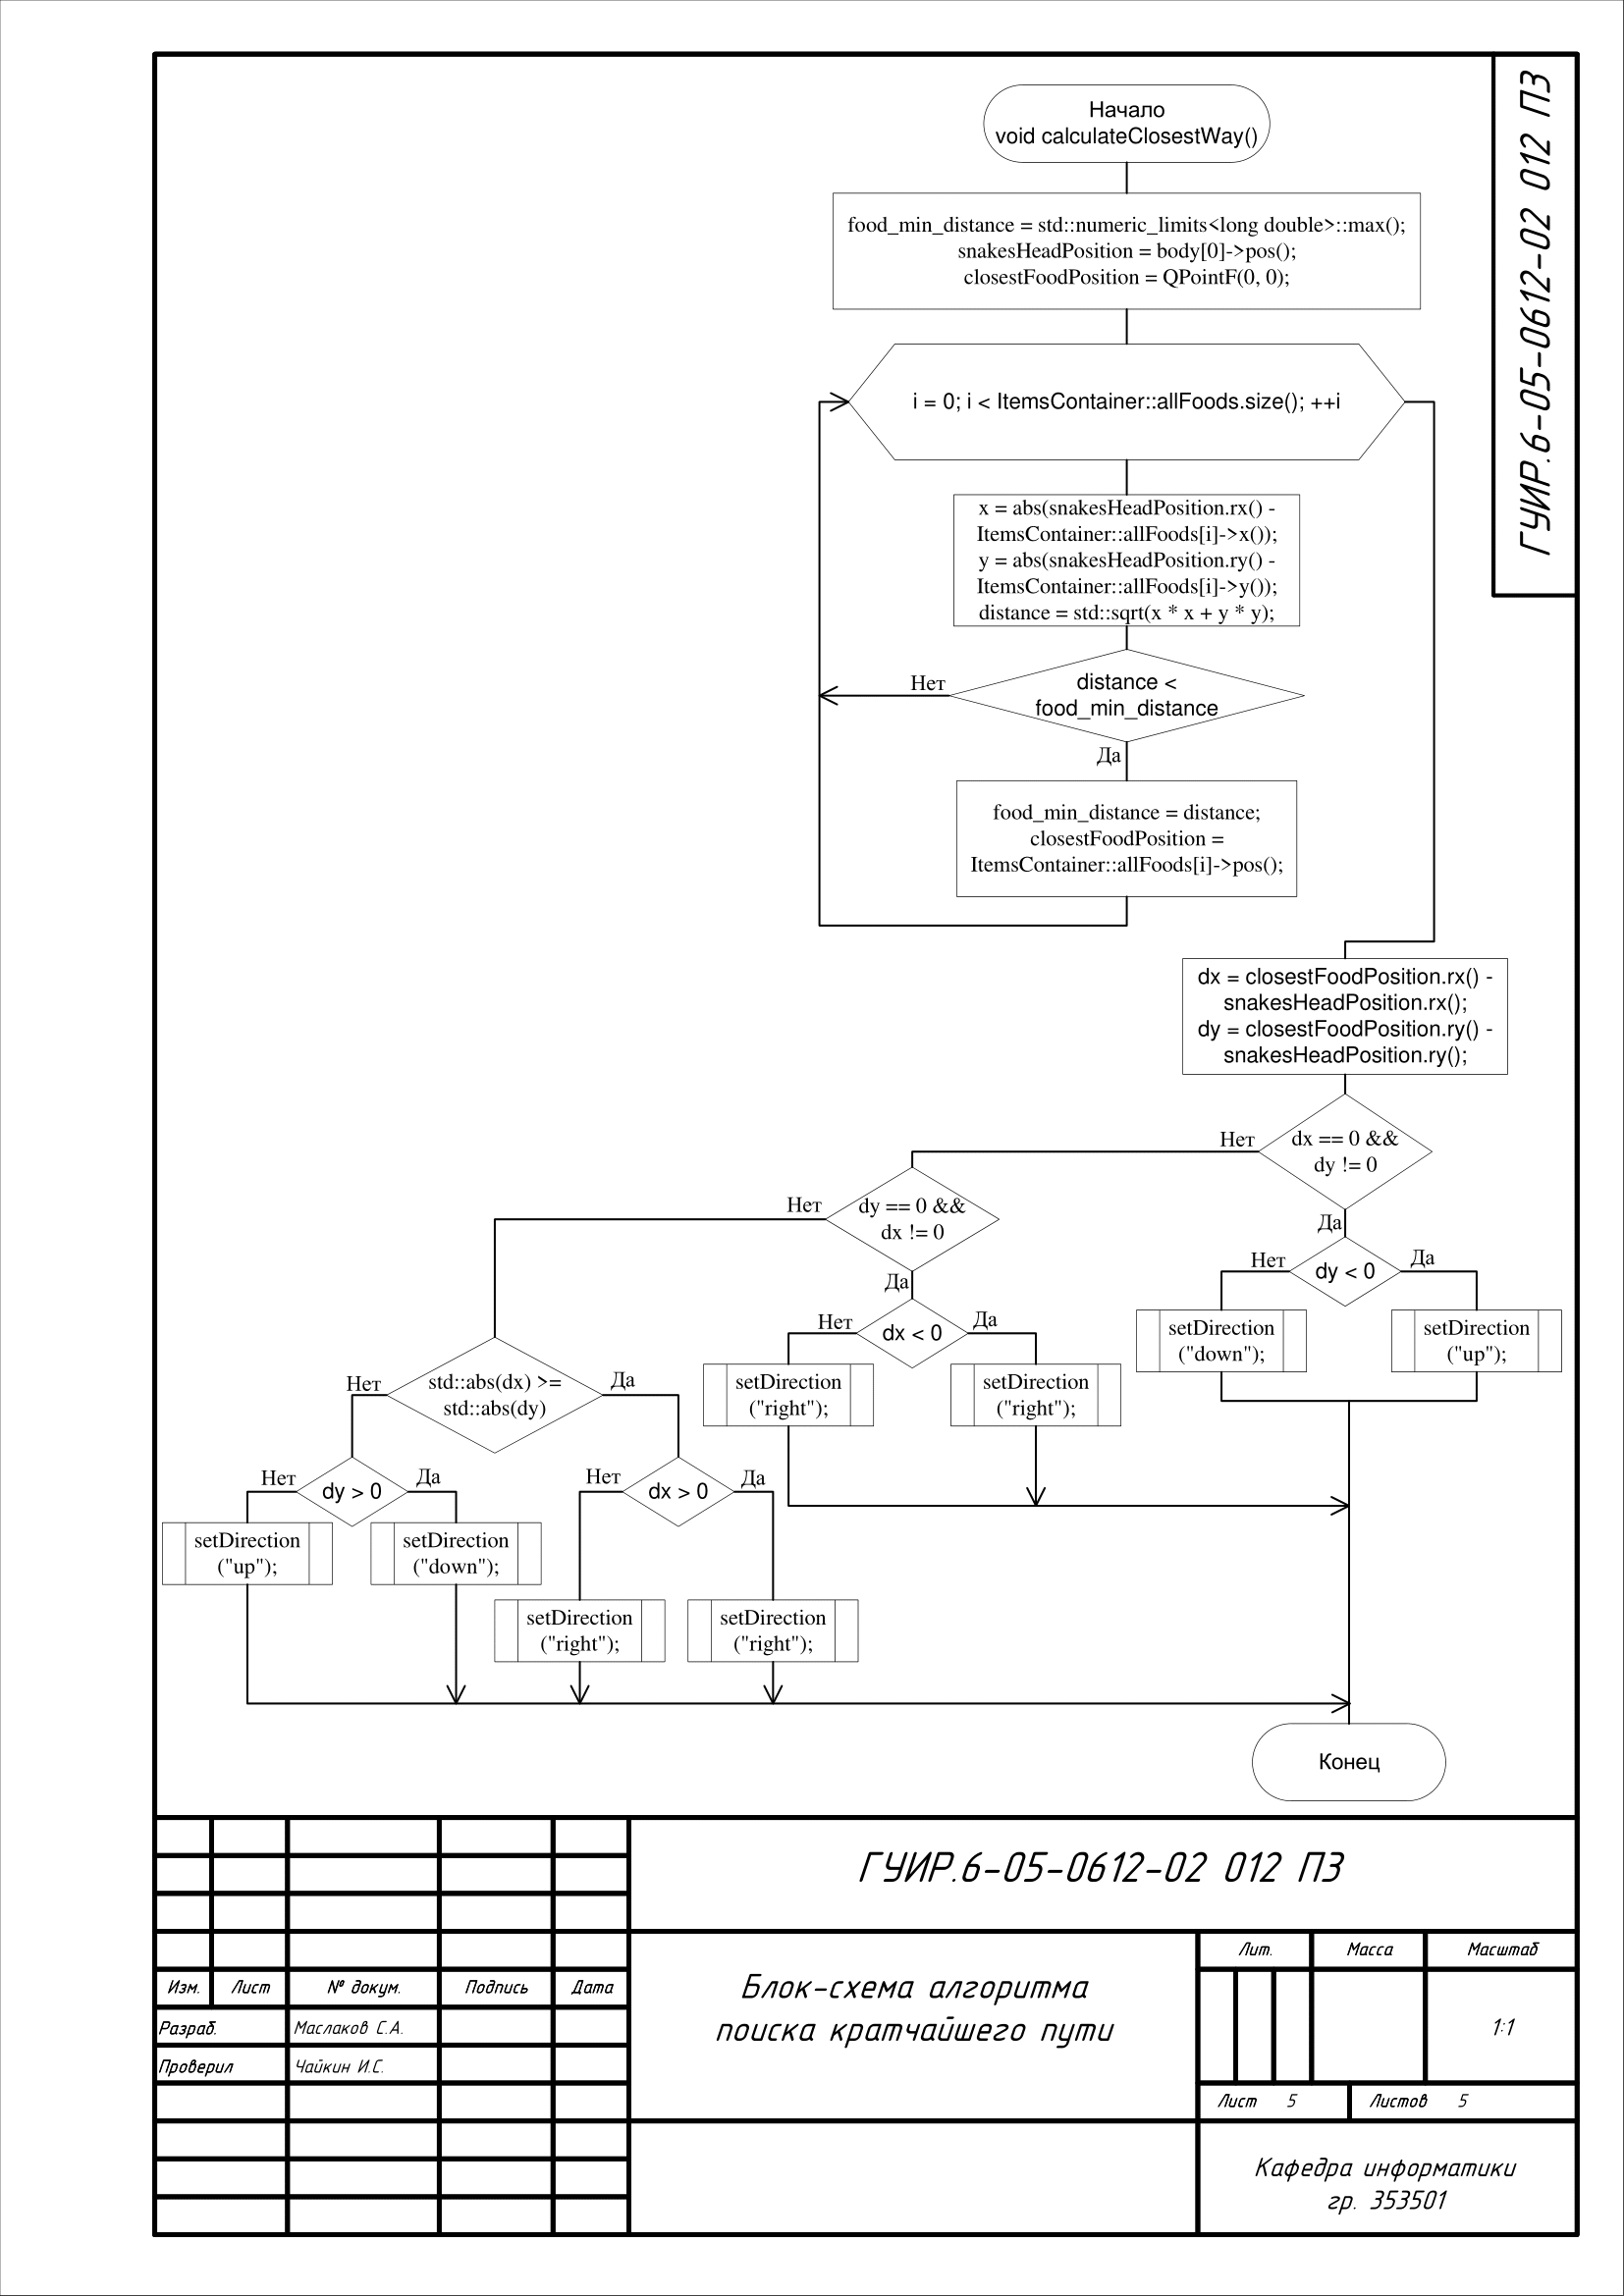 ГУИР.6-05-0612-02 012 ПЗ
Начало
void calculateClosestWay()
food_min_distance = std::numeric_limits<long double>::max();
snakesHeadPosition = body[0]->pos();
closestFoodPosition = QPointF(0, 0);
i = 0; i < ItemsContainer::allFoods.size(); ++i
x = abs(snakesHeadPosition.rx() -
ItemsContainer::allFoods[i]->x());
y = abs(snakesHeadPosition.ry() -
ItemsContainer::allFoods[i]->y());
distance = std::sqrt(x * x + y * y);
Нет
distance <
food_min_distance
Да
food_min_distance = distance;
closestFoodPosition =
ItemsContainer::allFoods[i]->pos();
dx = closestFoodPosition.rx() -
snakesHeadPosition.rx();
dy = closestFoodPosition.ry() -
snakesHeadPosition.ry();
Нет
dx == 0 &&
dy != 0
Да
Нет
dy == 0 &&
dx != 0
Да
Нет
dy < 0
Да
setDirection
("down");
setDirection
("up");
Нет
dx < 0
Да
setDirection
("right");
setDirection
("right");
Нет
std::abs(dx) >=
std::abs(dy)
Да
Нет
dy > 0
Да
Нет
dx > 0
Да
setDirection
("up");
setDirection
("down");
setDirection
("right");
setDirection
("right");
Конец
ГУИР.6-05-0612-02 012 ПЗ
Изм. Лист № докум. Подпись Дата
Разраб. Маслаков С.А.
Проверил Чайкин И.С.
Блок-схема алгоритма
поиска кратчайшего пути
Лит. Масса Масштаб
1:1
Лист 5 Листов 5
Кафедра информатики
гр. 353501